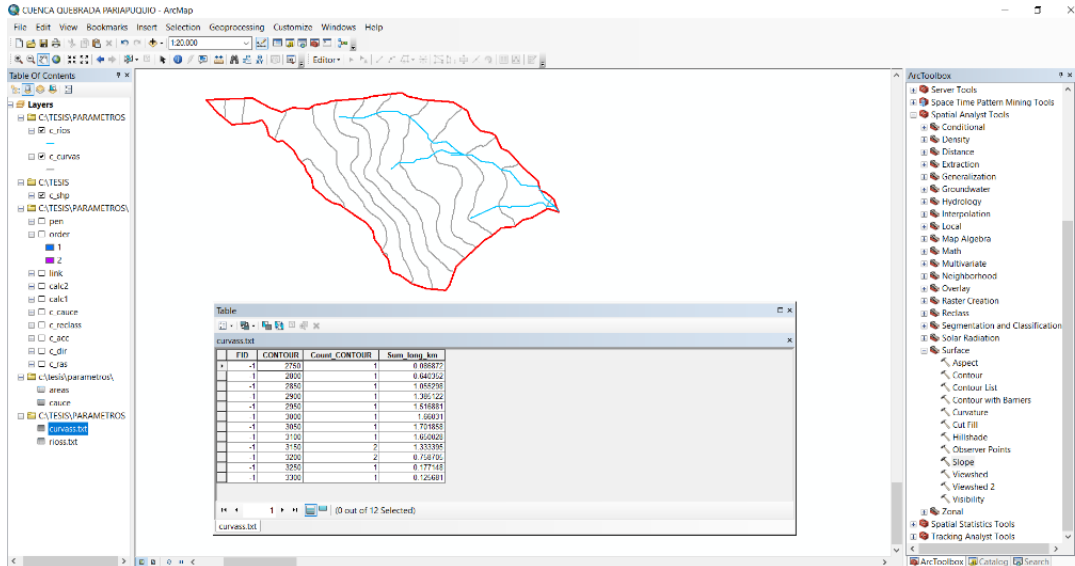 CUENCA QUEBRADA PARIAPUQUIO - ArcMap
File Edit View Bookmarks Insert Selection Geoprocessing Customize Windows Help
1:20,000
Editor
Table Of Contents
Layers
C:\TESIS\PARAMETROS
c_rios
c_curvas
C:\TESIS
c_shp
C:\TESIS\PARAMETROS\
pen
order
1
2
link
calc2
calc1
c_cauce
c_reclass
c_acc
c_dir
c_ras
c:\tesis\parametros\
areas
cauce
C:\TESIS\PARAMETROS
curvass.txt
rioss.txt
Table
curvass.txt
FID CONTOUR Count_CONTOUR Sum_long_km
-1 2750 1 0.086872
-1 2800 1 0.640352
-1 2850 1 1.055298
-1 2900 1 1.385122
-1 2950 1 1.516881
-1 3000 1 1.66031
-1 3050 1 1.701858
-1 3100 1 1.650828
-1 3150 2 1.333395
-1 3200 2 0.758705
-1 3250 1 0.177148
-1 3300 1 0.125681
1 (0 out of 12 Selected)
curvass.txt
ArcToolbox
Server Tools
Space Time Pattern Mining Tools
Spatial Analyst Tools
Conditional
Density
Distance
Extraction
Generalization
Groundwater
Hydrology
Interpolation
Local
Map Algebra
Math
Multivariate
Neighborhood
Overlay
Raster Creation
Reclass
Segmentation and Classification
Solar Radiation
Surface
Aspect
Contour
Contour List
Contour with Barriers
Curvature
Cut Fill
Hillshade
Observer Points
Slope
Viewshed
Viewshed 2
Visibility
Zonal
Spatial Statistics Tools
Tracking Analyst Tools
ArcToolbox Catalog Search